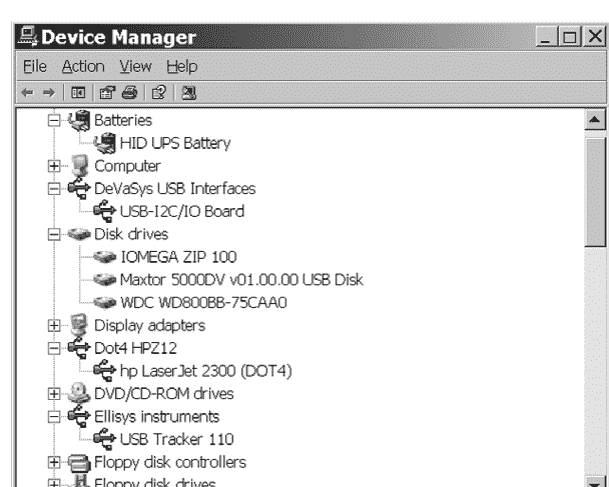 Device Manager
File Action View Help
Batteries
HID UPS Battery
Computer
DeVaSys USB Interfaces
USB-I2C/IO Board
Disk drives
IOMEGA ZIP 100
Maxtor 5000DV v01.00.00 USB Disk
WDC WD800BB-75CAA0
Display adapters
Dot4 HPZ12
hp LaserJet 2300 (DOT4)
DVD/CD-ROM drives
Ellisys instruments
USB Tracker 110
Floppy disk controllers
Floppy disk drives